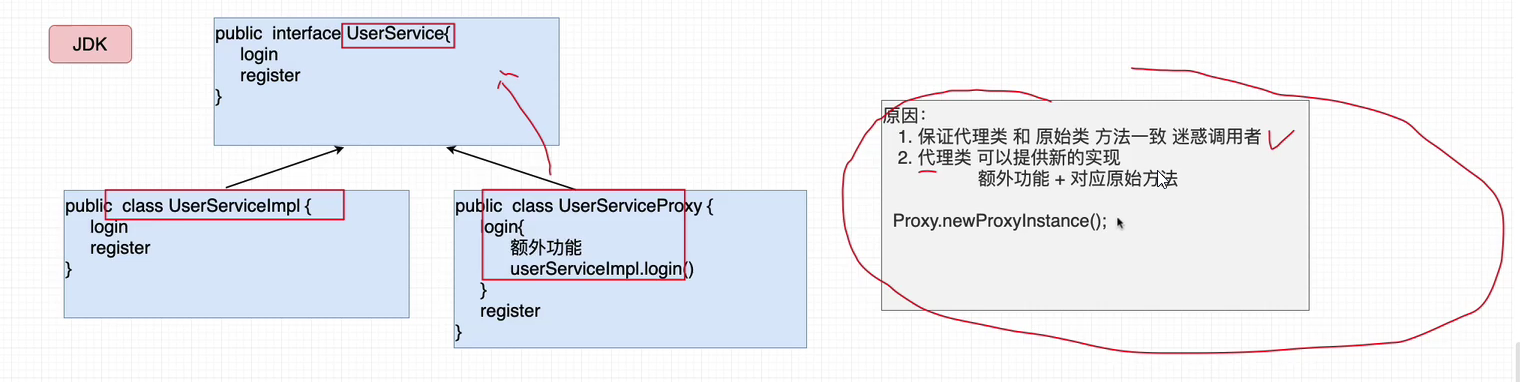 JDK
public  interface UserService{
login
register
}
public  class UserServiceImpl {
login
register
}
public  class UserServiceProxy {
login{
额外功能
userServiceImpl.login()
}
register
}
原因：
1. 保证代理类 和 原始类 方法一致 迷惑调用者
2. 代理类 可以提供新的实现
额外功能 + 对应原始方法
Proxy.newProxyInstance();